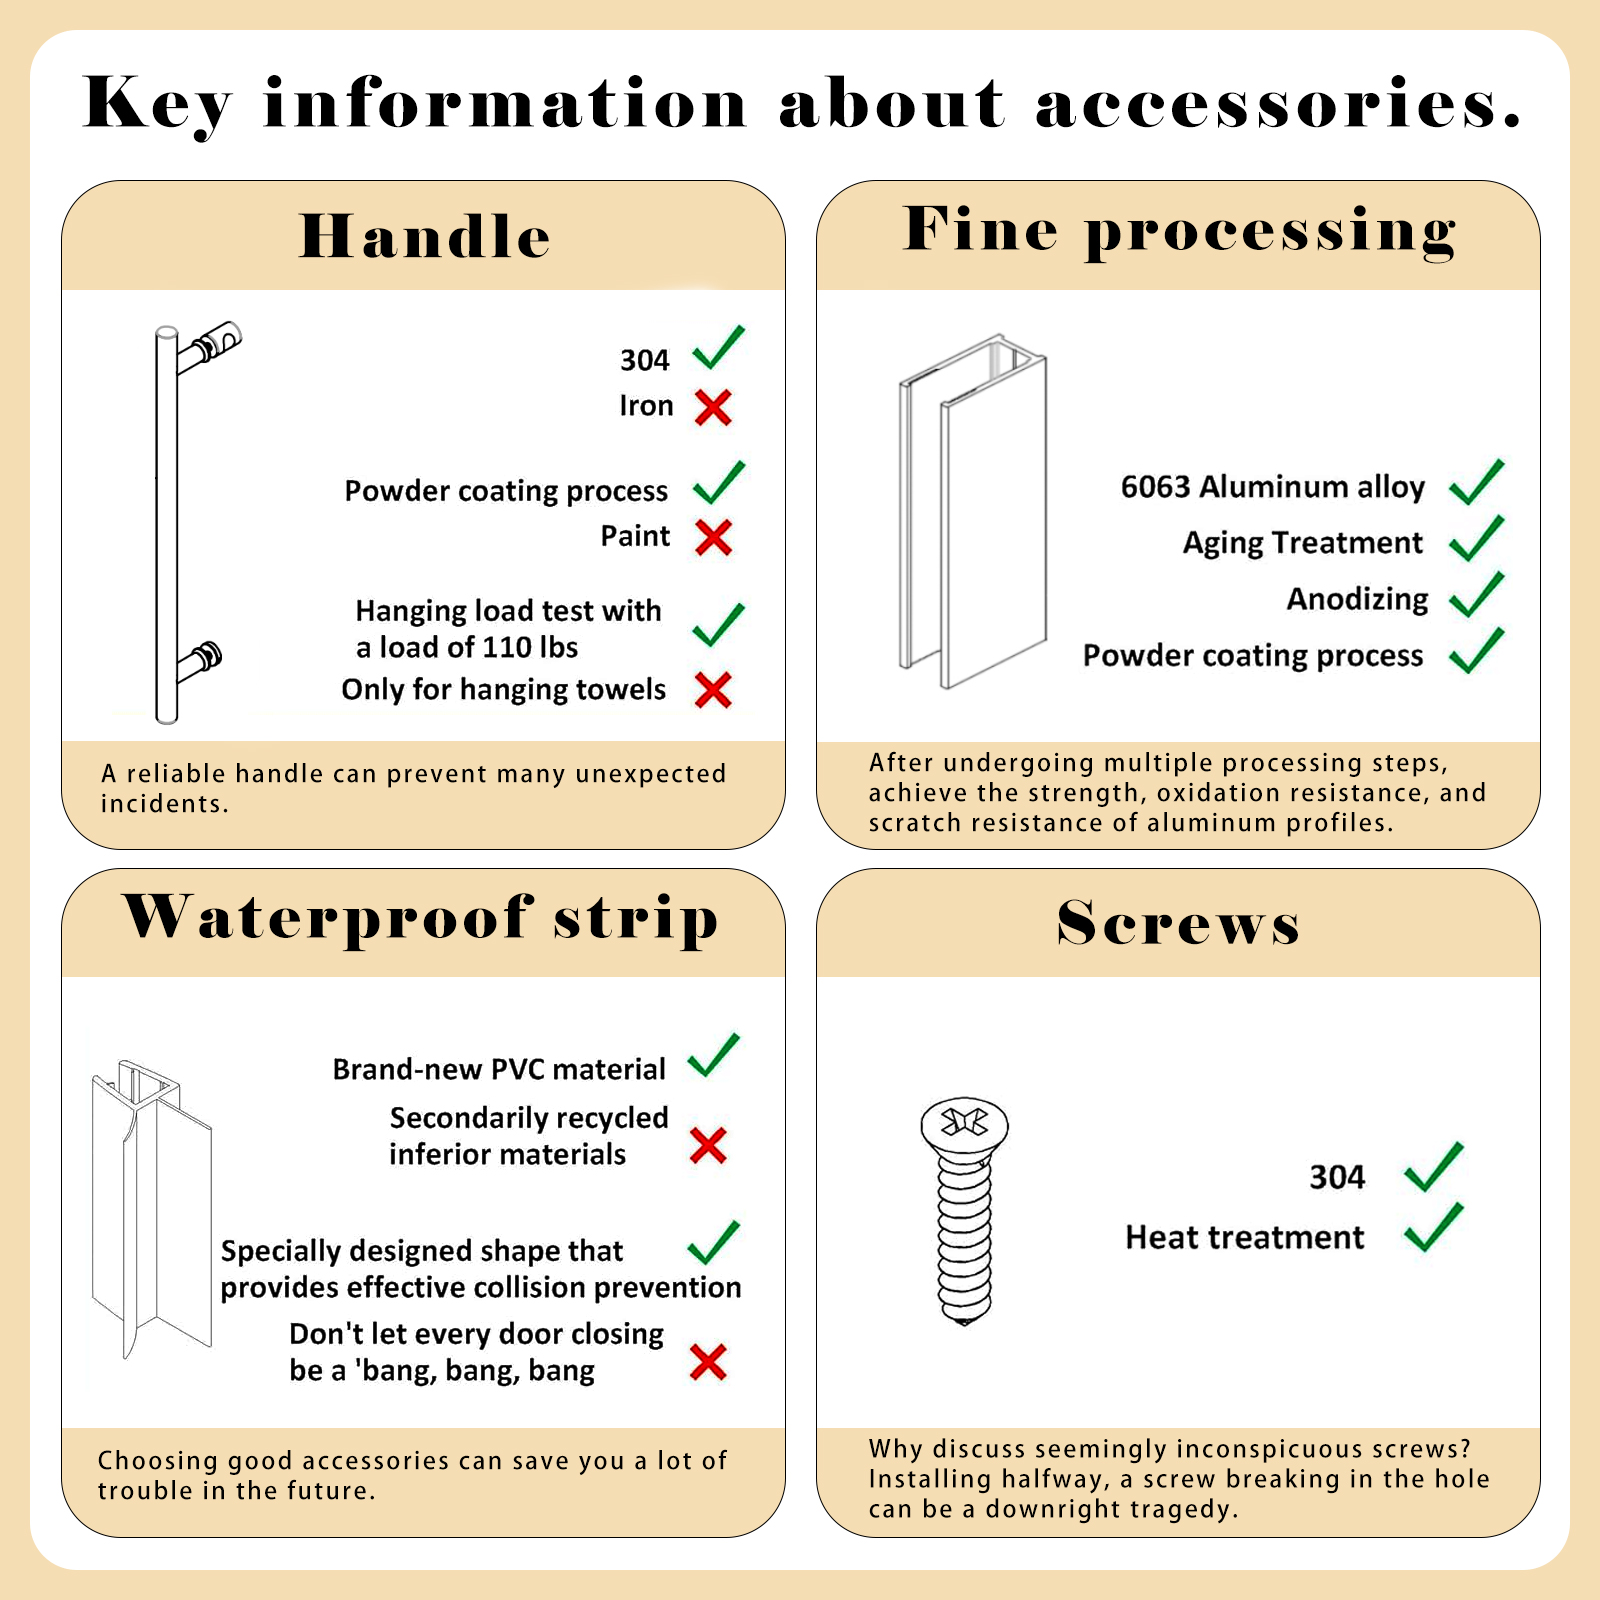 Key information about accessories.
Handle
304
Iron
Powder coating process
Paint
Hanging load test with
a load of 110 lbs
Only for hanging towels
A reliable handle can prevent many unexpected
incidents.
Fine processing
6063 Aluminum alloy
Aging Treatment
Anodizing
Powder coating process
After undergoing multiple processing steps,
achieve the strength, oxidation resistance, and
scratch resistance of aluminum profiles.
Waterproof strip
Brand-new PVC material
Secondarily recycled
inferior materials
Specially designed shape that
provides effective collision prevention
Don't let every door closing
be a 'bang, bang, bang
Choosing good accessories can save you a lot of
trouble in the future.
Screws
304
Heat treatment
Why discuss seemingly inconspicuous screws?
Installing halfway, a screw breaking in the hole
can be a downright tragedy.